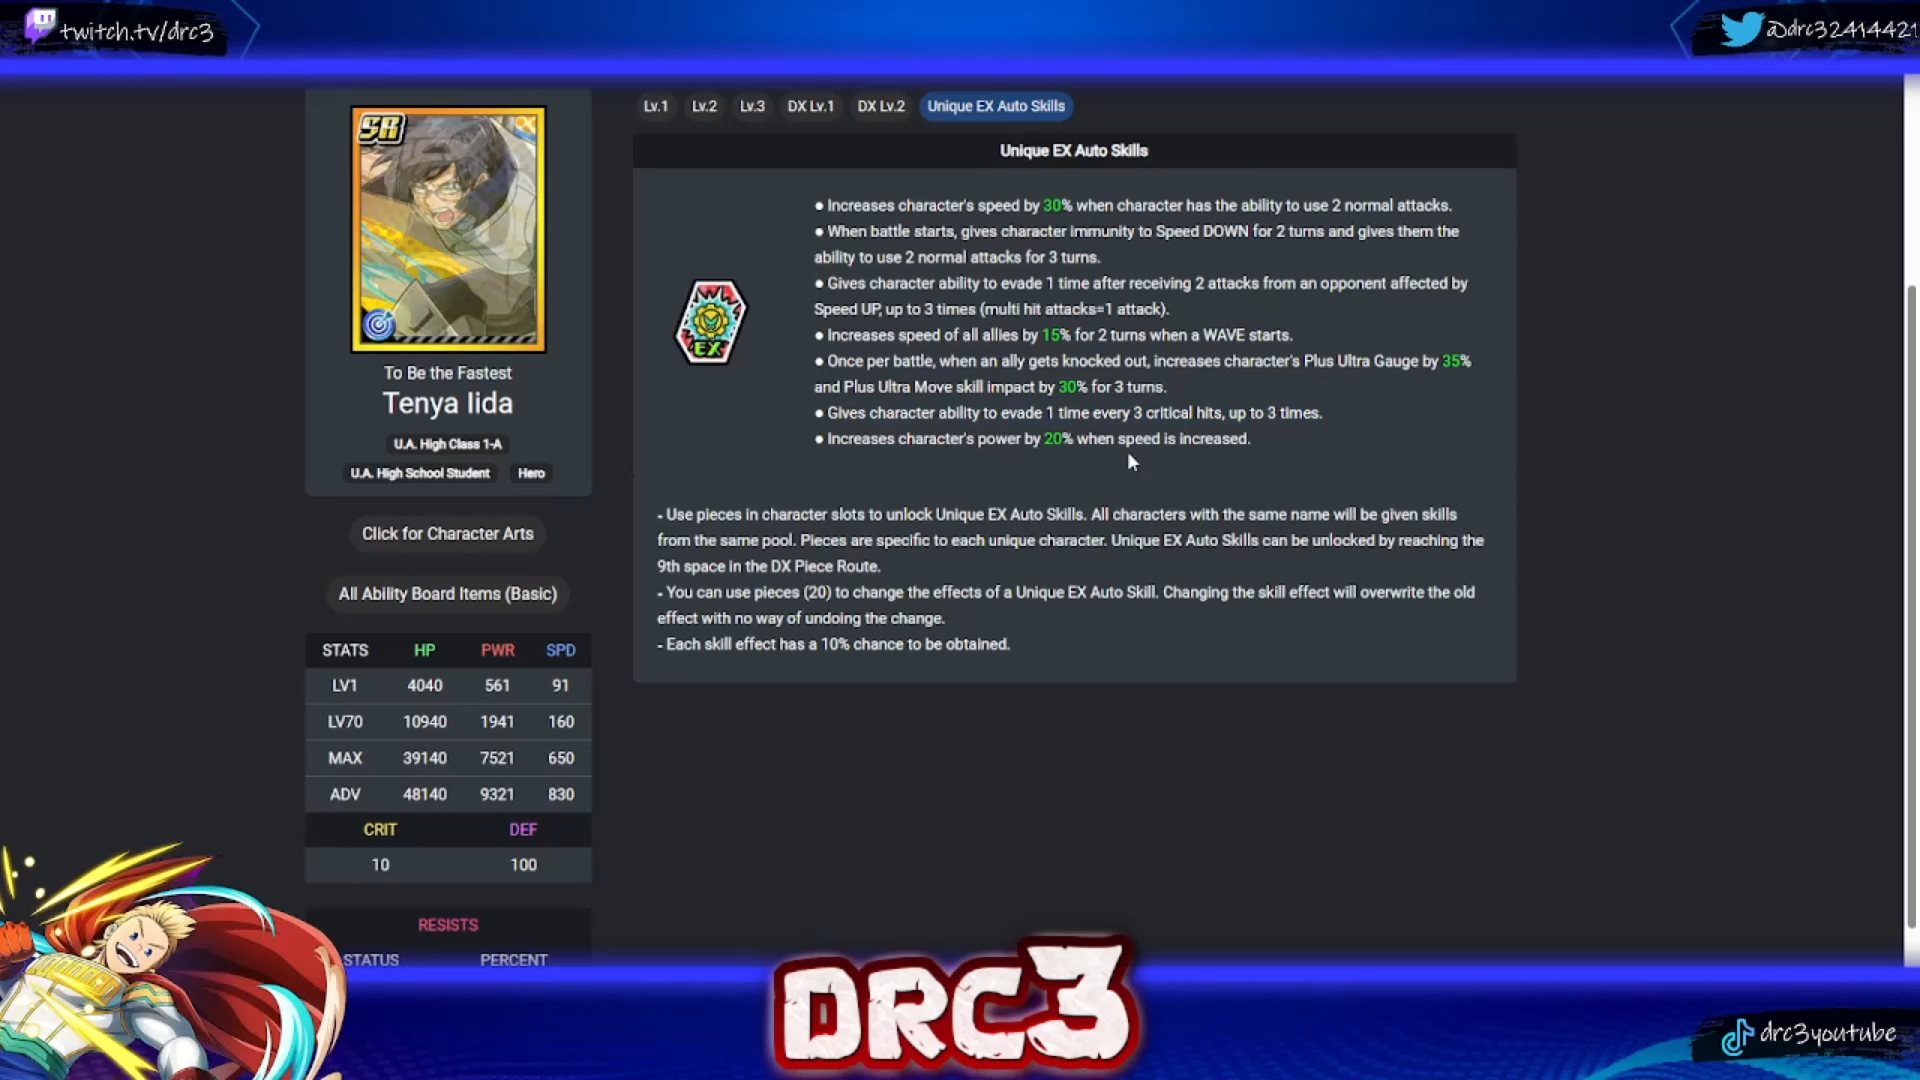 twitch.tv/drc3
@drc32414421
Lv.1 Lv.2 Lv.3 DX Lv.1 DX Lv.2 Unique EX Auto Skills
Unique EX Auto Skills
SR
EX
● Increases character's speed by 30% when character has the ability to use 2 normal attacks.
● When battle starts, gives character immunity to Speed DOWN for 2 turns and gives them the
ability to use 2 normal attacks for 3 turns.
● Gives character ability to evade 1 time after receiving 2 attacks from an opponent affected by
Speed UP, up to 3 times (multi hit attacks=1 attack).
● Increases speed of all allies by 15% for 2 turns when a WAVE starts.
● Once per battle, when an ally gets knocked out, increases character's Plus Ultra Gauge by 35%
and Plus Ultra Move skill impact by 30% for 3 turns.
● Gives character ability to evade 1 time every 3 critical hits, up to 3 times.
● Increases character's power by 20% when speed is increased.
- Use pieces in character slots to unlock Unique EX Auto Skills. All characters with the same name will be given skills
from the same pool. Pieces are specific to each unique character. Unique EX Auto Skills can be unlocked by reaching the
9th space in the DX Piece Route.
- You can use pieces (20) to change the effects of a Unique EX Auto Skill. Changing the skill effect will overwrite the old
effect with no way of undoing the change.
- Each skill effect has a 10% chance to be obtained.
To Be the Fastest
Tenya Iida
U.A. High Class 1-A
U.A. High School Student Hero
Click for Character Arts
All Ability Board Items (Basic)
STATS HP PWR SPD
LV1 4040 561 91
LV70 10940 1941 160
MAX 39140 7521 650
ADV 48140 9321 830
CRIT DEF
10 100
RESISTS
STATUS PERCENT
DRC3
drc3youtube